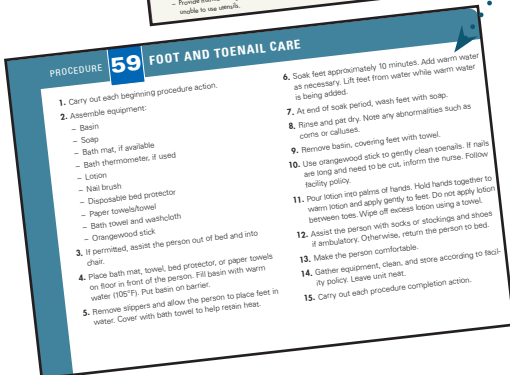 – Provide
unable to use utensils.
PROCEDURE 59 FOOT AND TOENAIL CARE
1. Carry out each beginning procedure action.
2. Assemble equipment:
– Basin
– Soap
– Bath mat, if available
– Bath thermometer, if used
– Lotion
– Nail brush
– Disposable bed protector
– Paper towels/towel
– Bath towel and washcloth
– Orangewood stick
3. If permitted, assist the person out of bed and into
chair.
4. Place bath mat, towel, bed protector, or paper towels
on floor in front of the person. Fill basin with warm
water (105°F). Put basin on barrier.
5. Remove slippers and allow the person to place feet in
water. Cover with bath towel to help retain heat.
6. Soak feet approximately 10 minutes. Add warm water
as necessary. Lift feet from water while warm water
is being added.
7. At end of soak period, wash feet with soap.
8. Rinse and pat dry. Note any abnormalities such as
corns or calluses.
9. Remove basin, covering feet with towel.
10. Use orangewood stick to gently clean toenails. If nails
are long and need to be cut, inform the nurse. Follow
facility policy.
11. Pour lotion into palms of hands. Hold hands together to
warm lotion and apply gently to feet. Do not apply lotion
between toes. Wipe off excess lotion using a towel.
12. Assist the person with socks or stockings and shoes
if ambulatory. Otherwise, return the person to bed.
13. Make the person comfortable.
14. Gather equipment, clean, and store according to facil-
ity policy. Leave unit neat.
15. Carry out each procedure completion action.